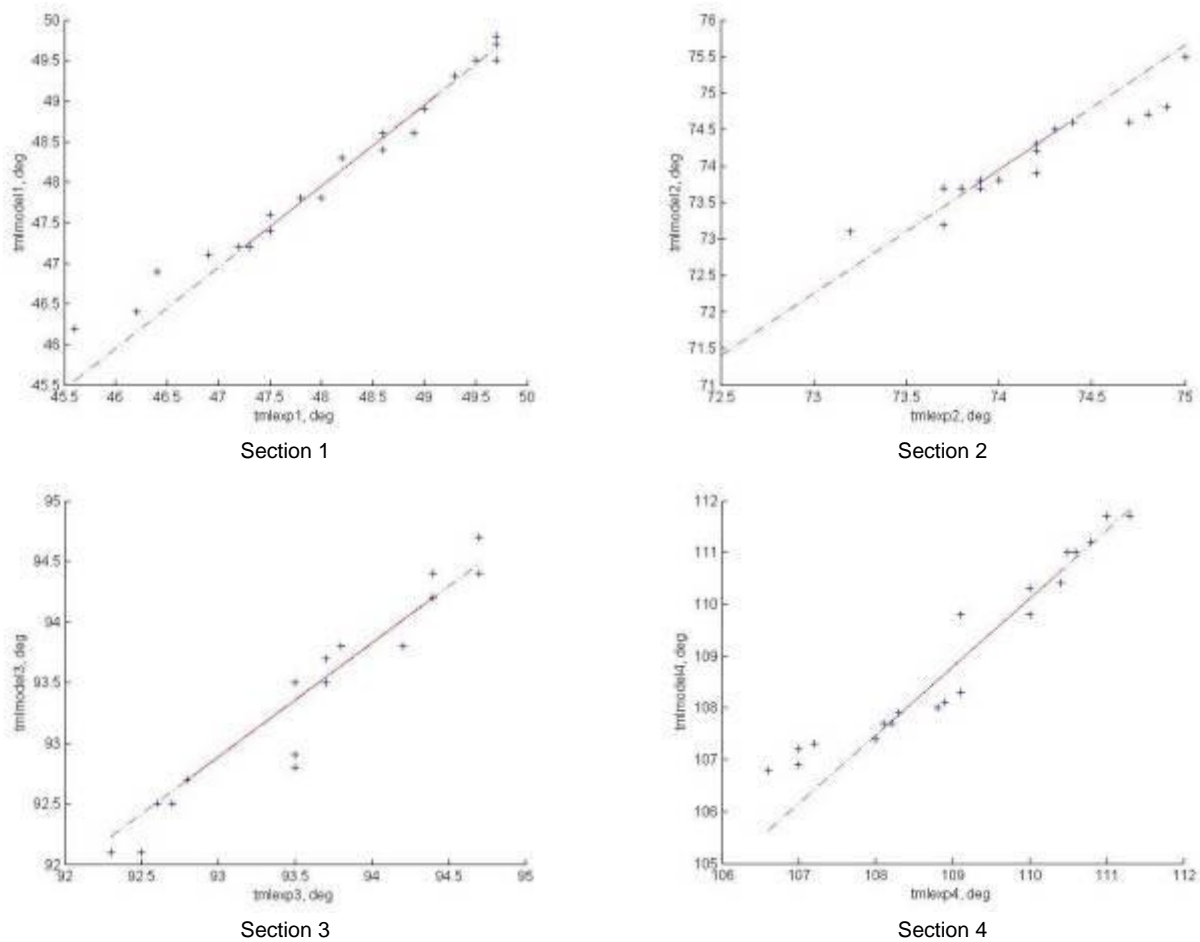 50
49.5
49
48.5
48
47.5
47
46.5
46
45.5
tmlmodel1, deg
45.5 46 46.5 47 47.5 48 48.5 49 49.5 50
tmlexp1, deg
Section 1
76
75.5
75
74.5
74
73.5
73
72.5
72
71.5
71
tmlmodel2, deg
72.5 73 73.5 74 74.5 75
tmlexp2, deg
Section 2
95
94.5
94
93.5
93
92.5
92
tmlmodel3, deg
92 92.5 93 93.5 94 94.5 95
tmlexp3, deg
Section 3
112
111
110
109
108
107
106
105
tmlmodel4, deg
106 107 108 109 110 111 112
tmlexp4, deg
Section 4